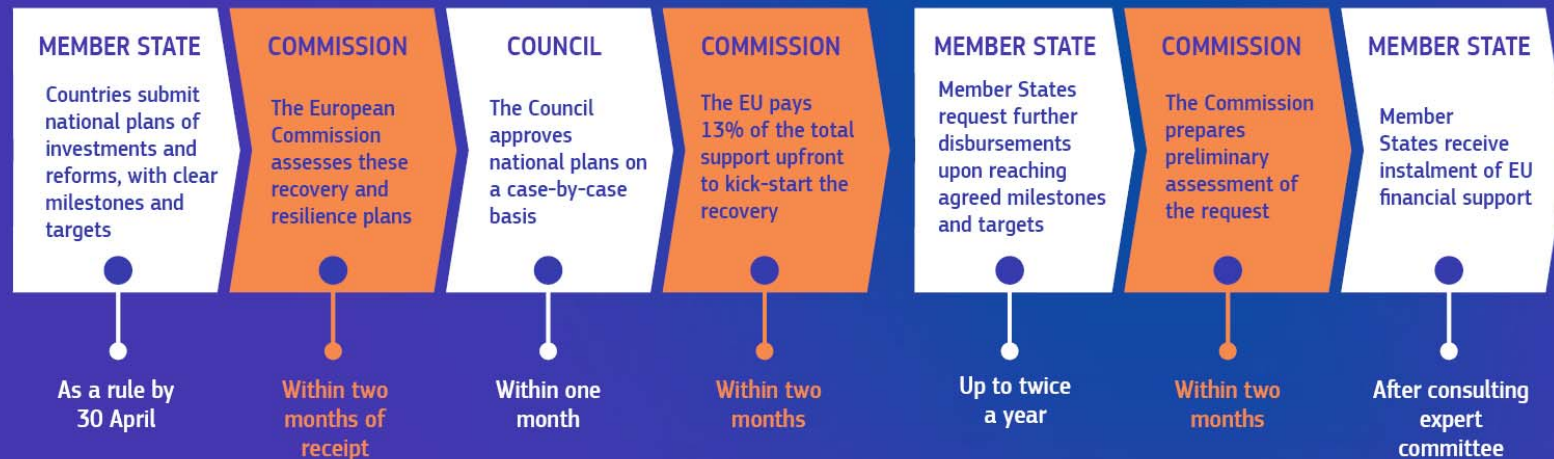 MEMBER STATE
Countries submit
national plans of
investments and
reforms, with clear
milestones and
targets
As a rule by
30 April
COMMISSION
The European
Commission
assesses these
recovery and
resilience plans
Within two
months of
receipt
COUNCIL
The Council
approves
national plans on
a case-by-case
basis
Within one
month
COMMISSION
The EU pays
13% of the total
support upfront
to kick-start the
recovery
Within two
months
MEMBER STATE
Member States
request further
disbursements
upon reaching
agreed milestones
and targets
Up to twice
a year
COMMISSION
The Commission
prepares
preliminary
assessment of
the request
Within two
months
MEMBER STATE
Member
States receive
instalment of EU
financial support
After consulting
expert
committee